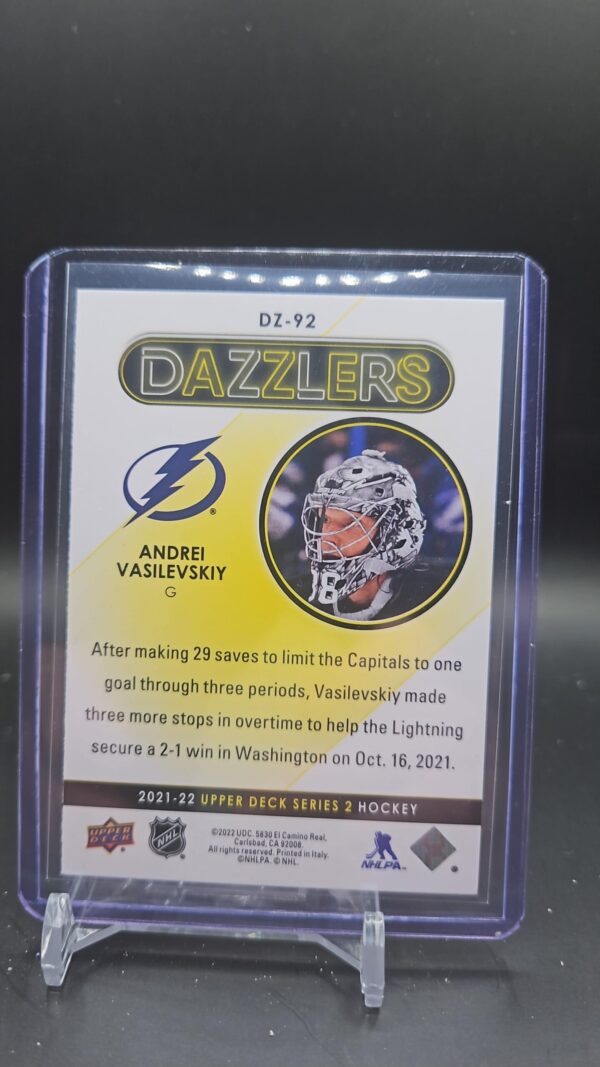 DZ-92
DAZZLERS
ANDREI
VASILEVSKIY
G
After making 29 saves to limit the Capitals to one
goal through three periods, Vasilevskiy made
three more stops in overtime to help the Lightning
secure a 2-1 win in Washington on Oct. 16, 2021.
2021-22 UPPER DECK SERIES 2 HOCKEY
UPPER
DECK
NHL
©2022 UDC. 5830 El Camino Real,
Carlsbad, CA 92008.
All rights reserved. Printed in Italy.
©NHLPA. © NHL.
NHLPA